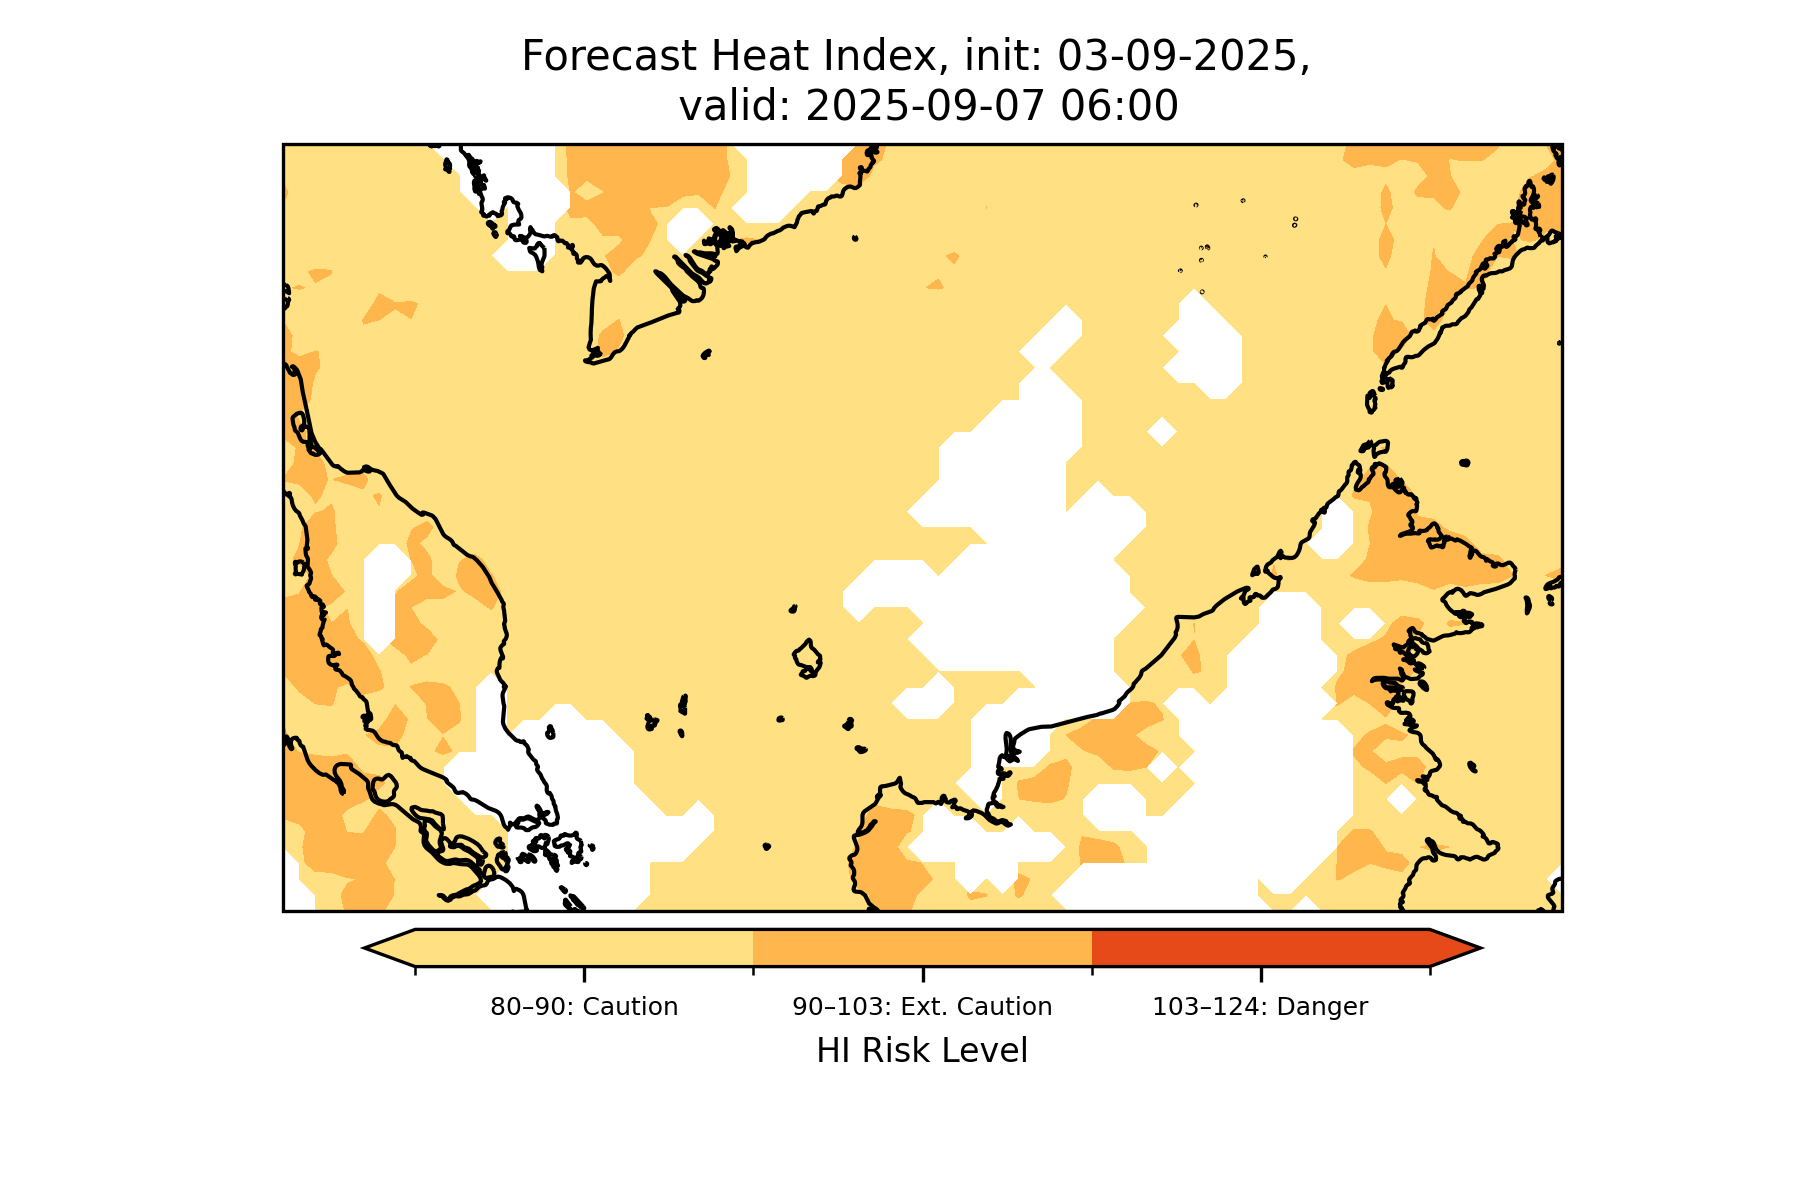 Forecast Heat Index, init: 03-09-2025,
valid: 2025-09-07 06:00
80–90: Caution
90–103: Ext. Caution
103–124: Danger
HI Risk Level